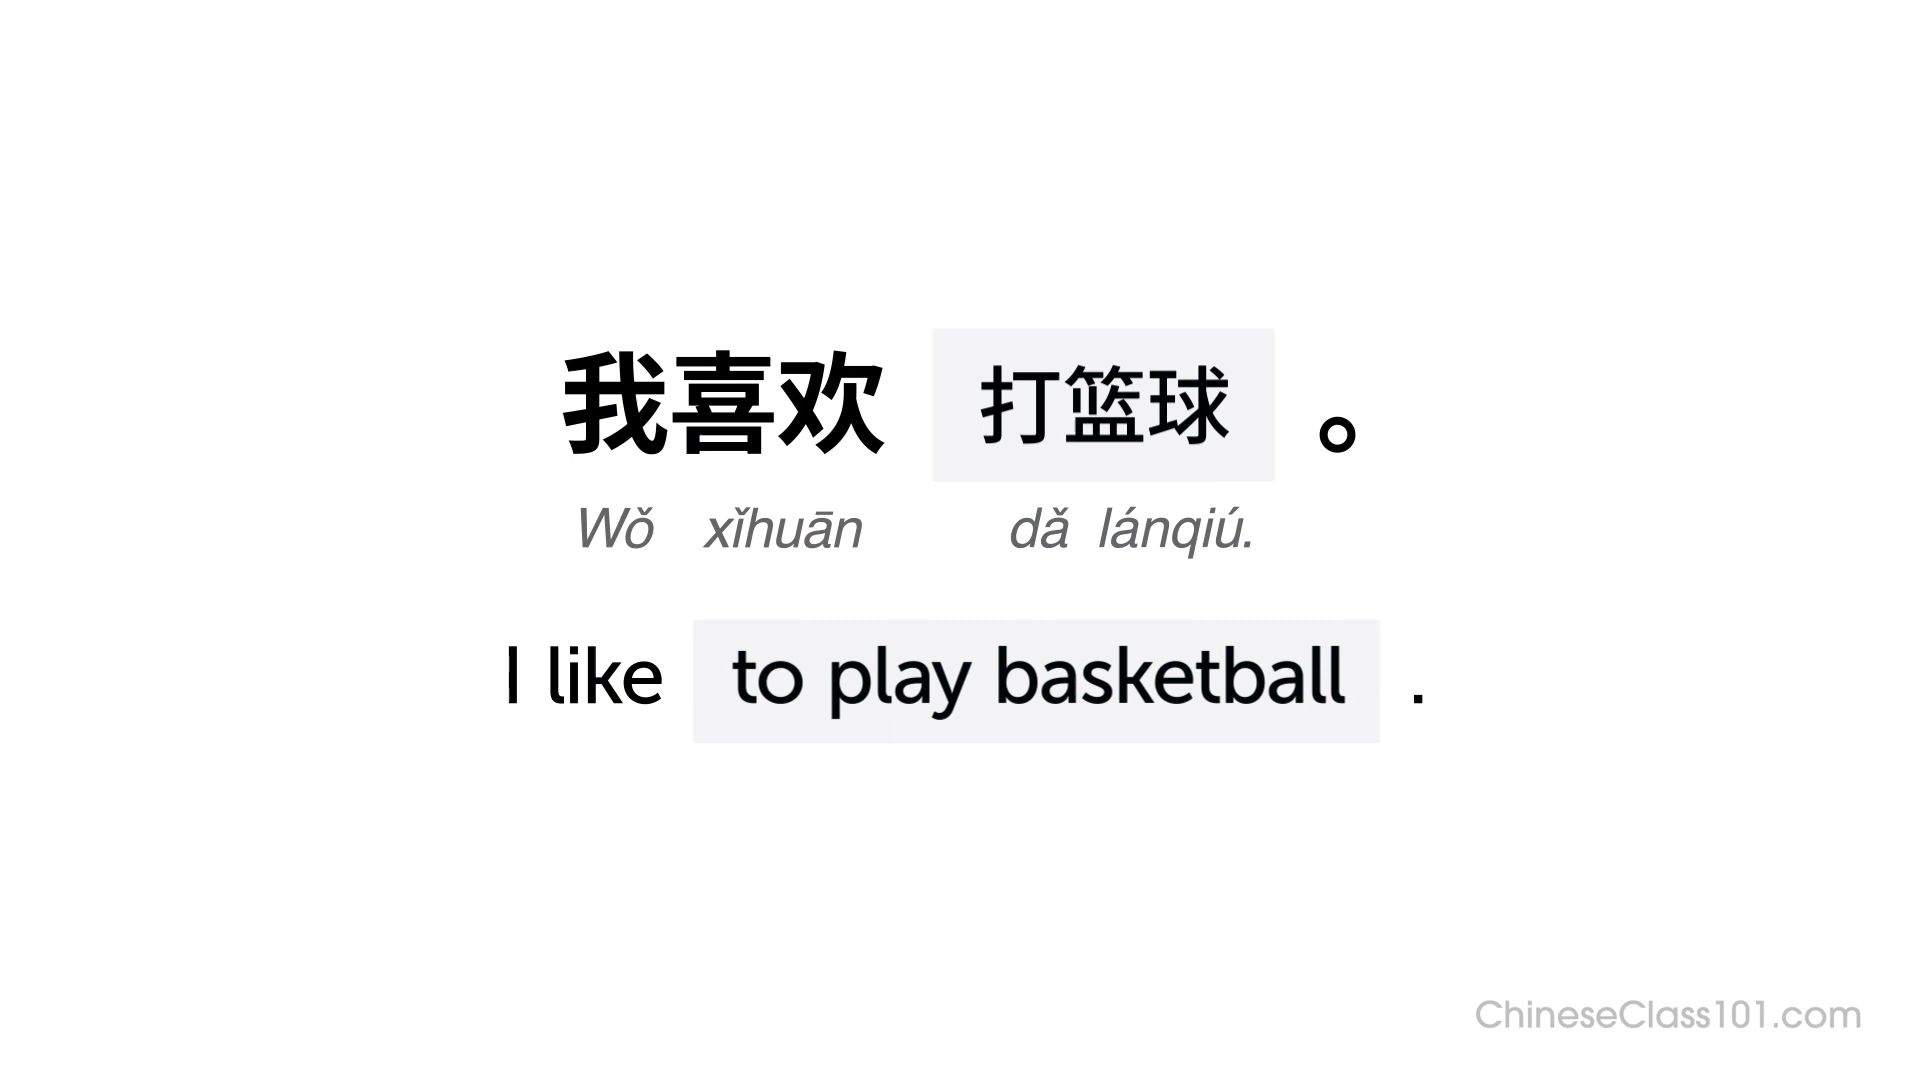 我喜欢 打篮球 。
Wǒ xǐhuān dǎ lánqiú.
I like to play basketball .
ChineseClass101.com